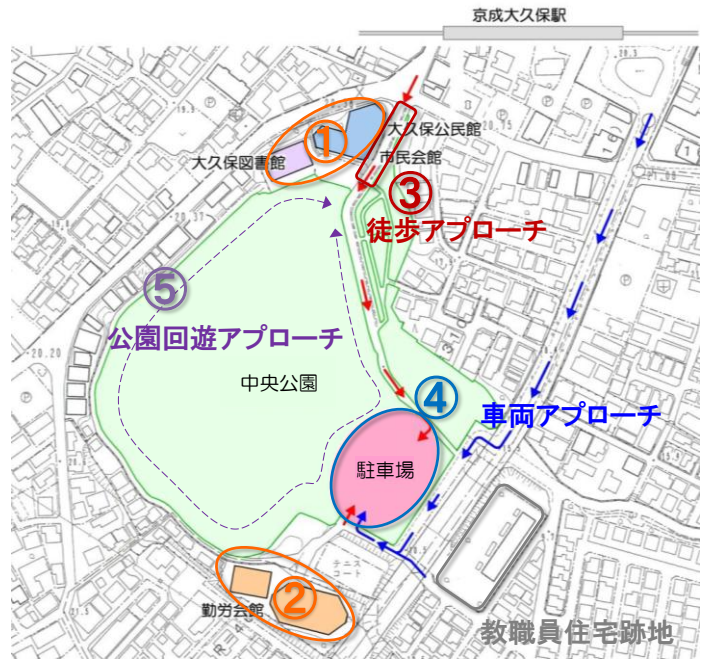 京成大久保駅
大久保公民館
①
市民会館
大久保図書館
③
徒歩アプローチ
⑤
公園回遊アプローチ
中央公園
④
車両アプローチ
駐車場
テニス
コート
②
勤労会館
教職員住宅跡地